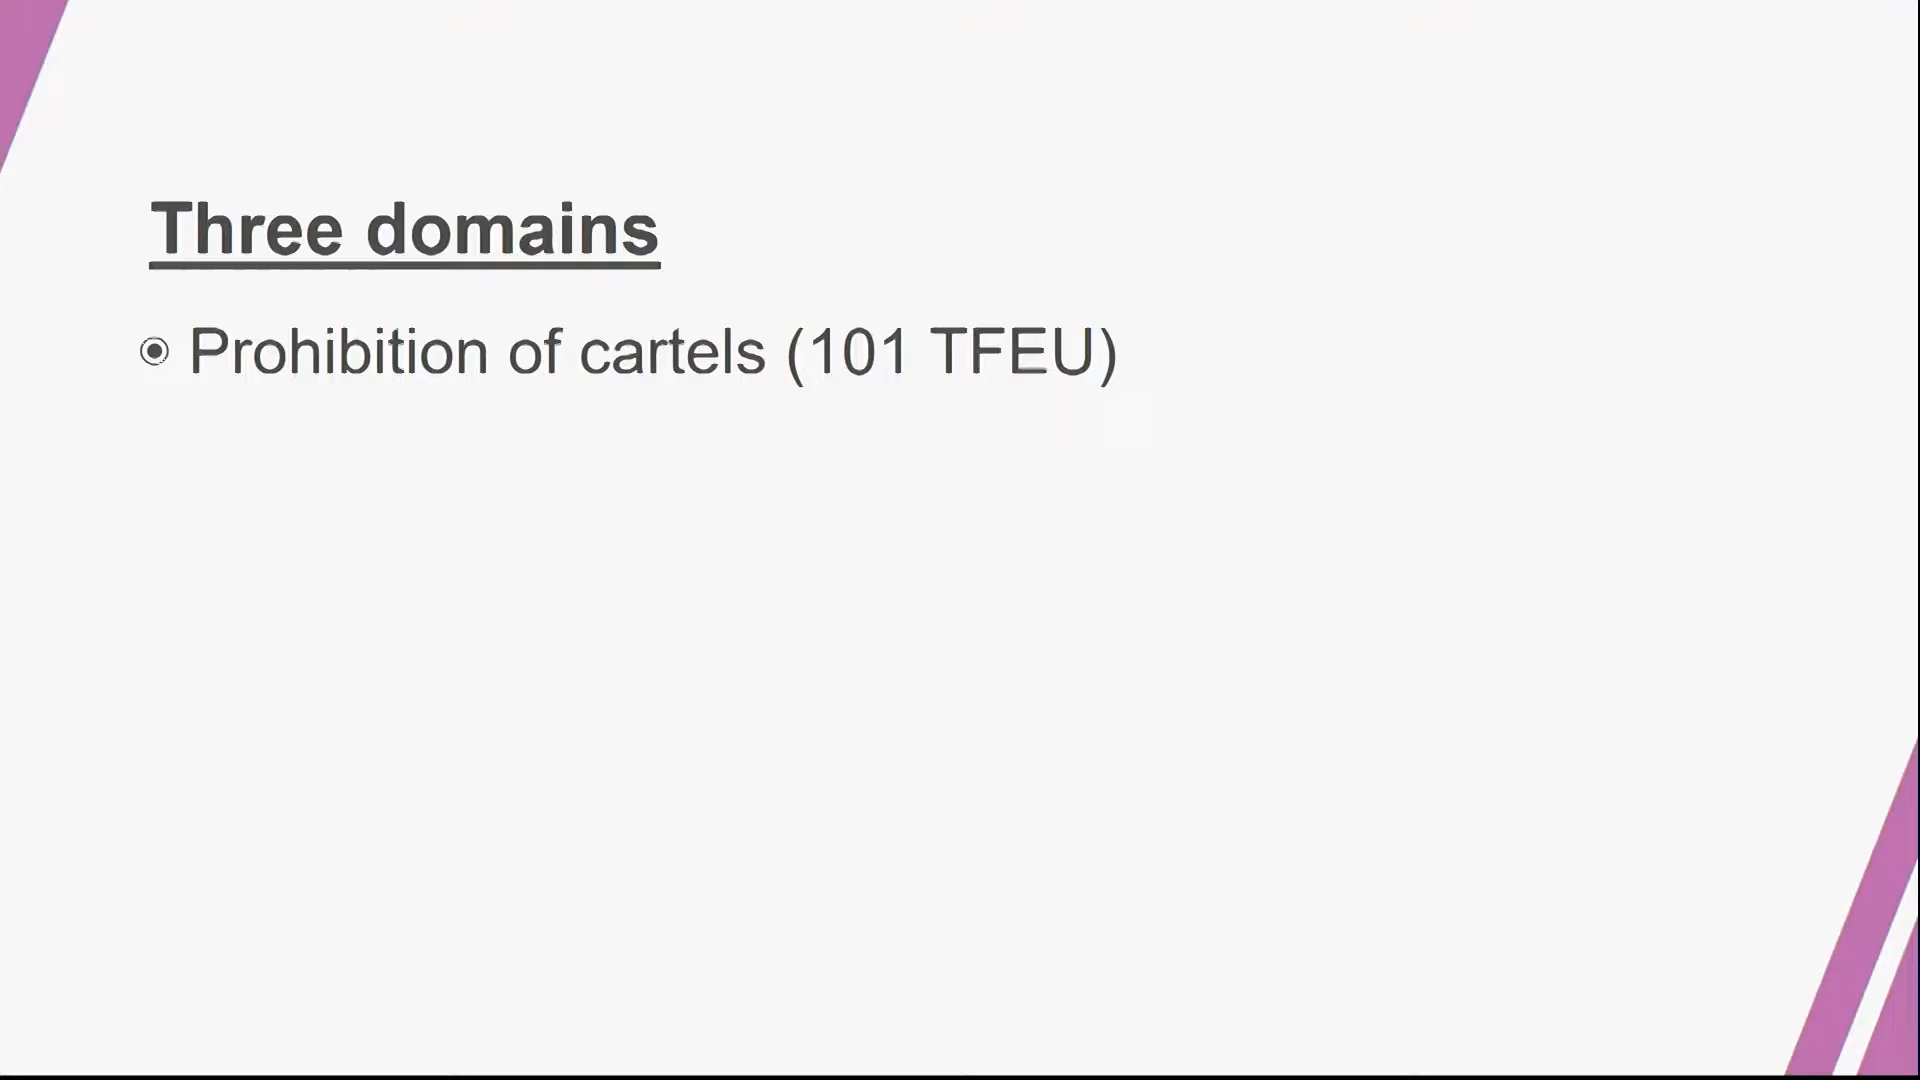 Three domains
Prohibition of cartels (101 TFEU)